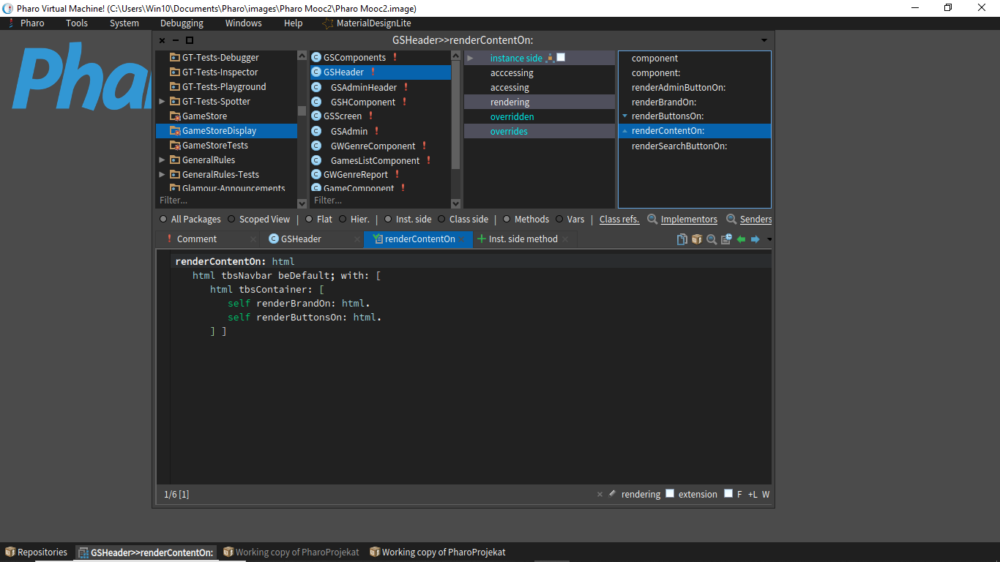 Pharo Virtual Machine! (C:\Users\Win10\Documents\Pharo\images\Pharo Mooc2\Pharo Mooc2.image)
Pharo Tools System Debugging Windows Help MaterialDesignLite
Pha
GSHeader>>renderContentOn:
GT-Tests-Debugger
GT-Tests-Inspector
GT-Tests-Playground
GT-Tests-Spotter
GameStore
GameStoreDisplay
GameStoreTests
GeneralRules
GeneralRules-Tests
Glamour-Announcements
Filter...
GSComponents !
GSHeader !
GSAdminHeader !
GSHComponent !
GSScreen !
GSAdmin !
GWGenreComponent !
GamesListComponent !
GWGenreReport !
GameComponent !
Filter...
instance side
acccessing
accessing
rendering
overridden
overrides
component
component:
renderAdminButtonOn:
renderBrandOn:
renderButtonsOn:
renderContentOn:
renderSearchButtonOn:
All Packages Scoped View | Flat Hier. | Inst. side Class side | Methods Vars Class refs. Implementors Senders
! Comment × GSHeader × renderContentOn × + Inst. side method ×
renderContentOn: html
html tbsNavbar beDefault; with: [
html tbsContainer: [
self renderBrandOn: html.
self renderButtonsOn: html.
] ]
1/6 [1] × rendering extension F +L W
Repositories GSHeader>>renderContentOn: Working copy of PharoProjekat Working copy of PharoProjekat